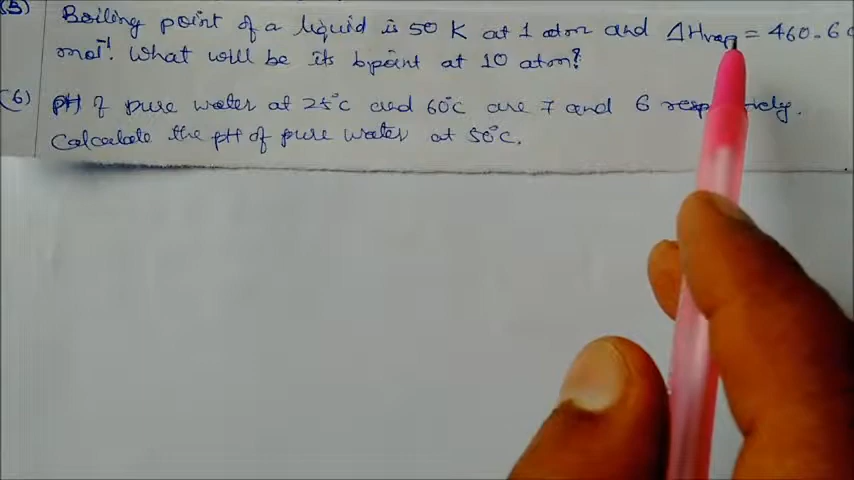 (5) Boiling point of a liquid is 50 K at 1 atm and ΔHvap = 460.6
mol⁻¹. What will be its b.point at 10 atm?
(6) pH of pure water at 25°C and 60°C are 7 and 6 respectively.
Calculate the pH of pure water at 50°C.